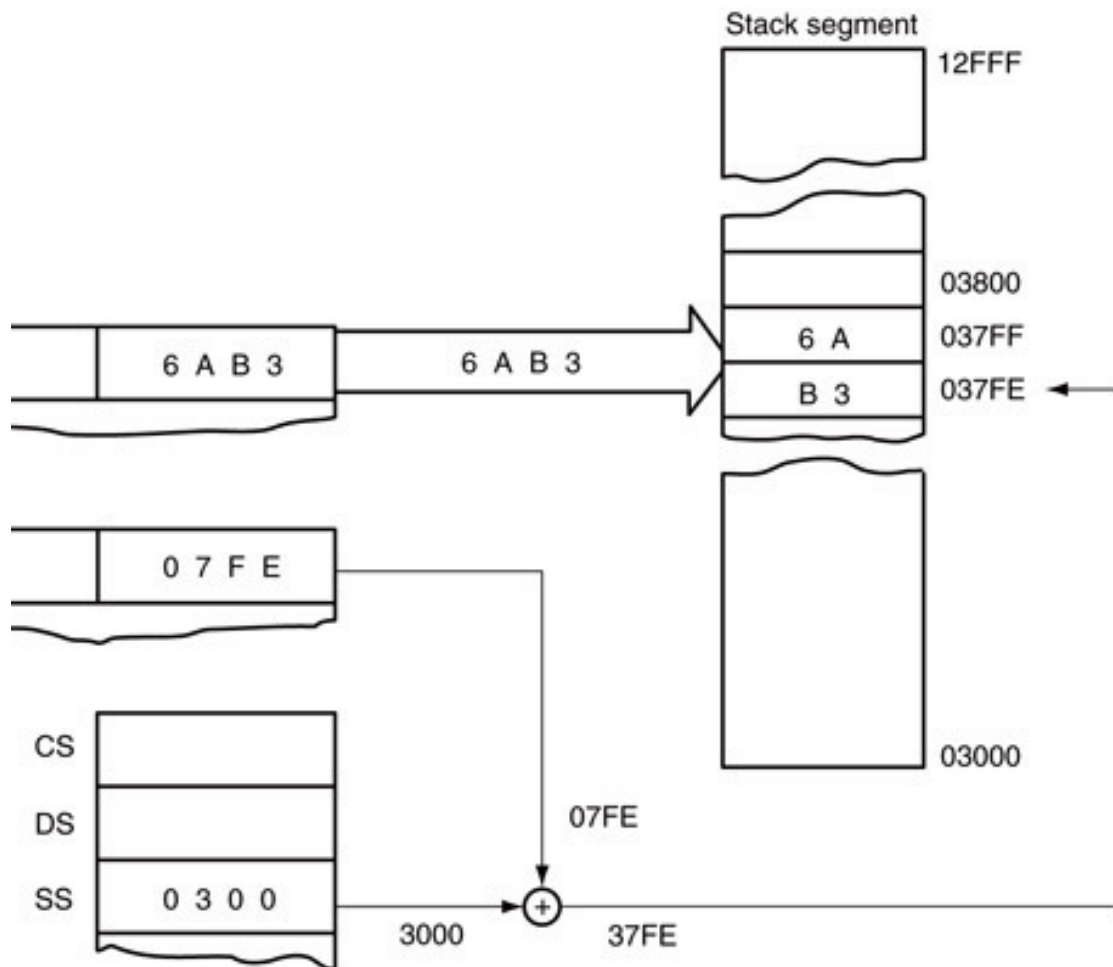 Stack segment
12FFF
03800
6 A B 3
6 A B 3
6 A
037FF
B 3
037FE
0 7 F E
03000
CS
DS
07FE
SS
0 3 0 0
3000
+
37FE